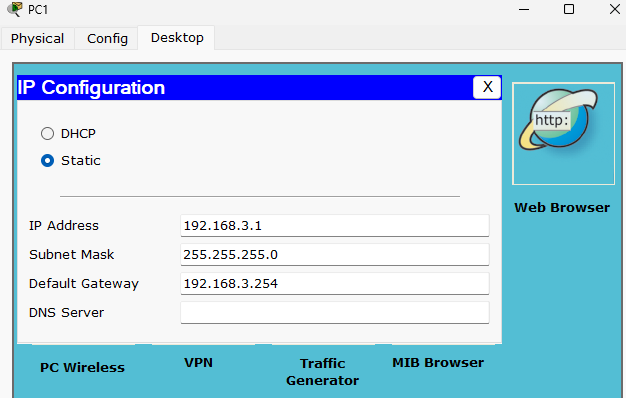 PC1
Physical Config Desktop
IP Configuration X
http:
DHCP
Static
Web Browser
IP Address 192.168.3.1
Subnet Mask 255.255.255.0
Default Gateway 192.168.3.254
DNS Server
PC Wireless VPN Traffic Generator MIB Browser